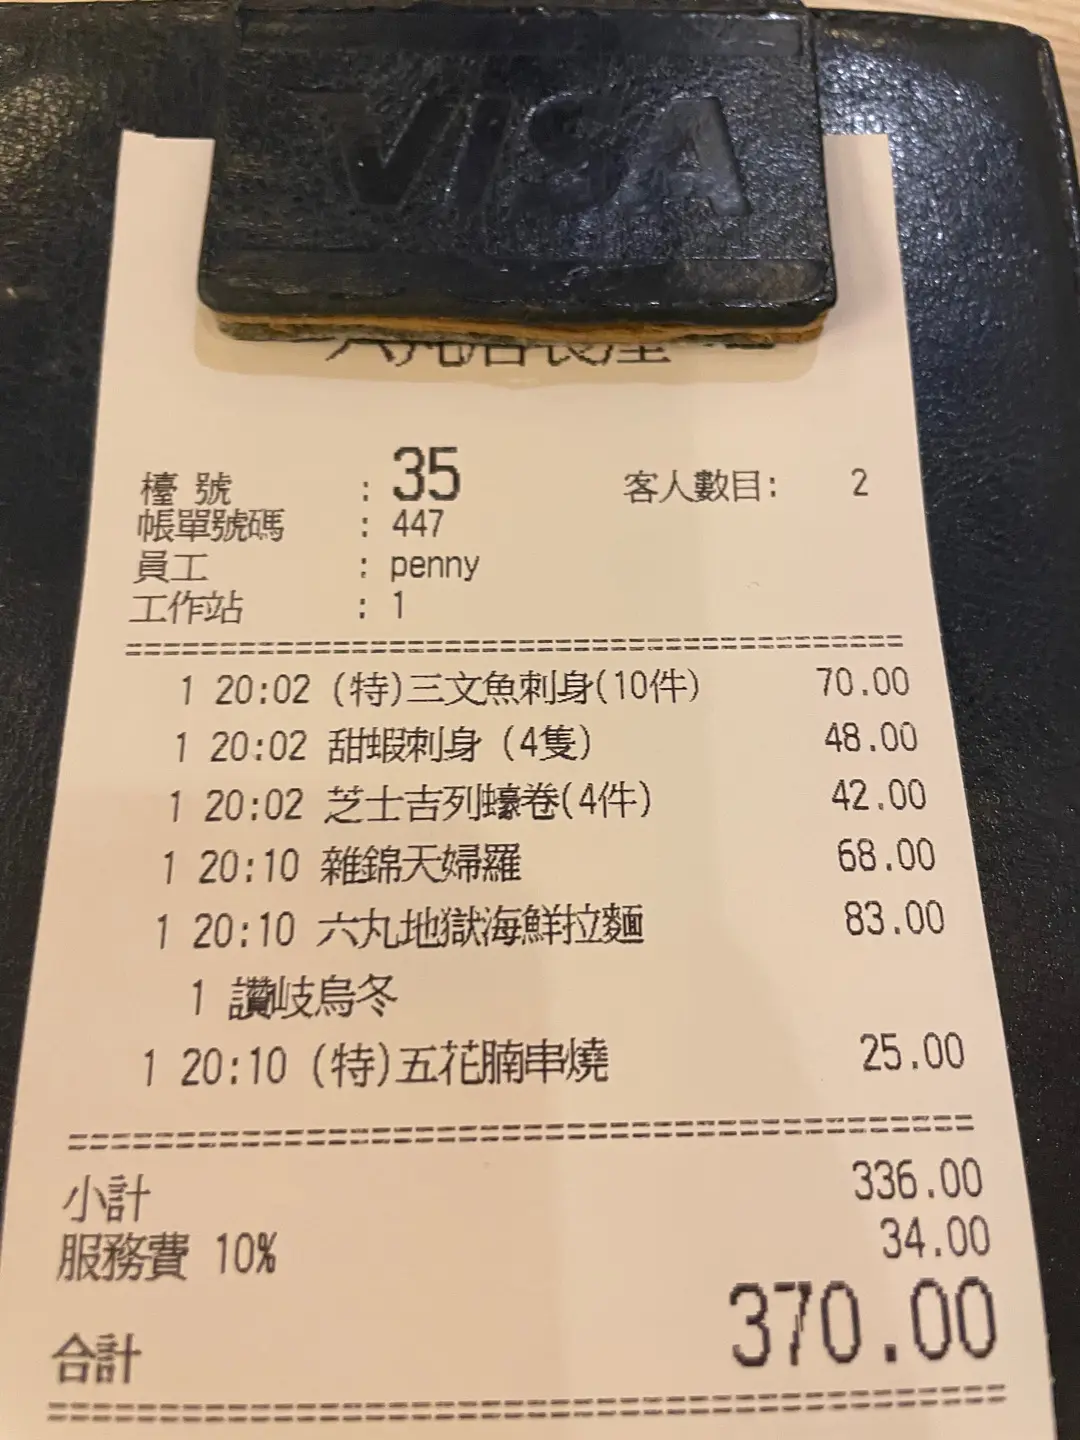 VISA
檯 號 : 35 客人數目: 2
帳單號碼 : 447
員工 : penny
工作站 : 1
1 20:02 (特)三文魚刺身(10件) 70.00
1 20:02 甜蝦刺身 (4隻) 48.00
1 20:02 芝士吉列蠔卷(4件) 42.00
1 20:10 雜錦天婦羅 68.00
1 20:10 六丸地獄海鮮拉麵 83.00
1 讚岐烏冬
1 20:10 (特)五花腩串燒 25.00
小計 336.00
服務費 10% 34.00
合計 370.00